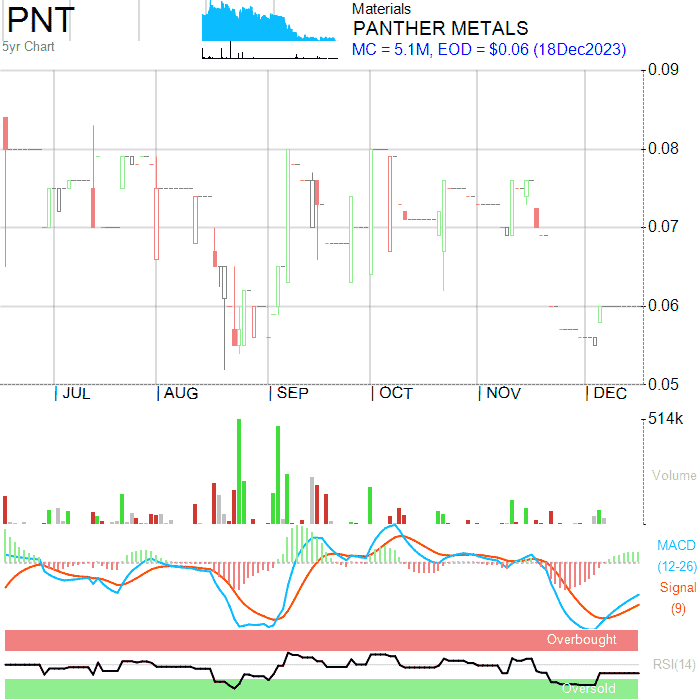 PNT
5yr Chart
Materials
PANTHER METALS
MC = 5.1M, EOD = $0.06 (18Dec2023)
0.09
0.08
0.07
0.06
0.05
| JUL | AUG | SEP | OCT | NOV | DEC
514k
Volume
MACD
(12-26)
Signal
(9)
Overbought
RSI(14)
Oversold